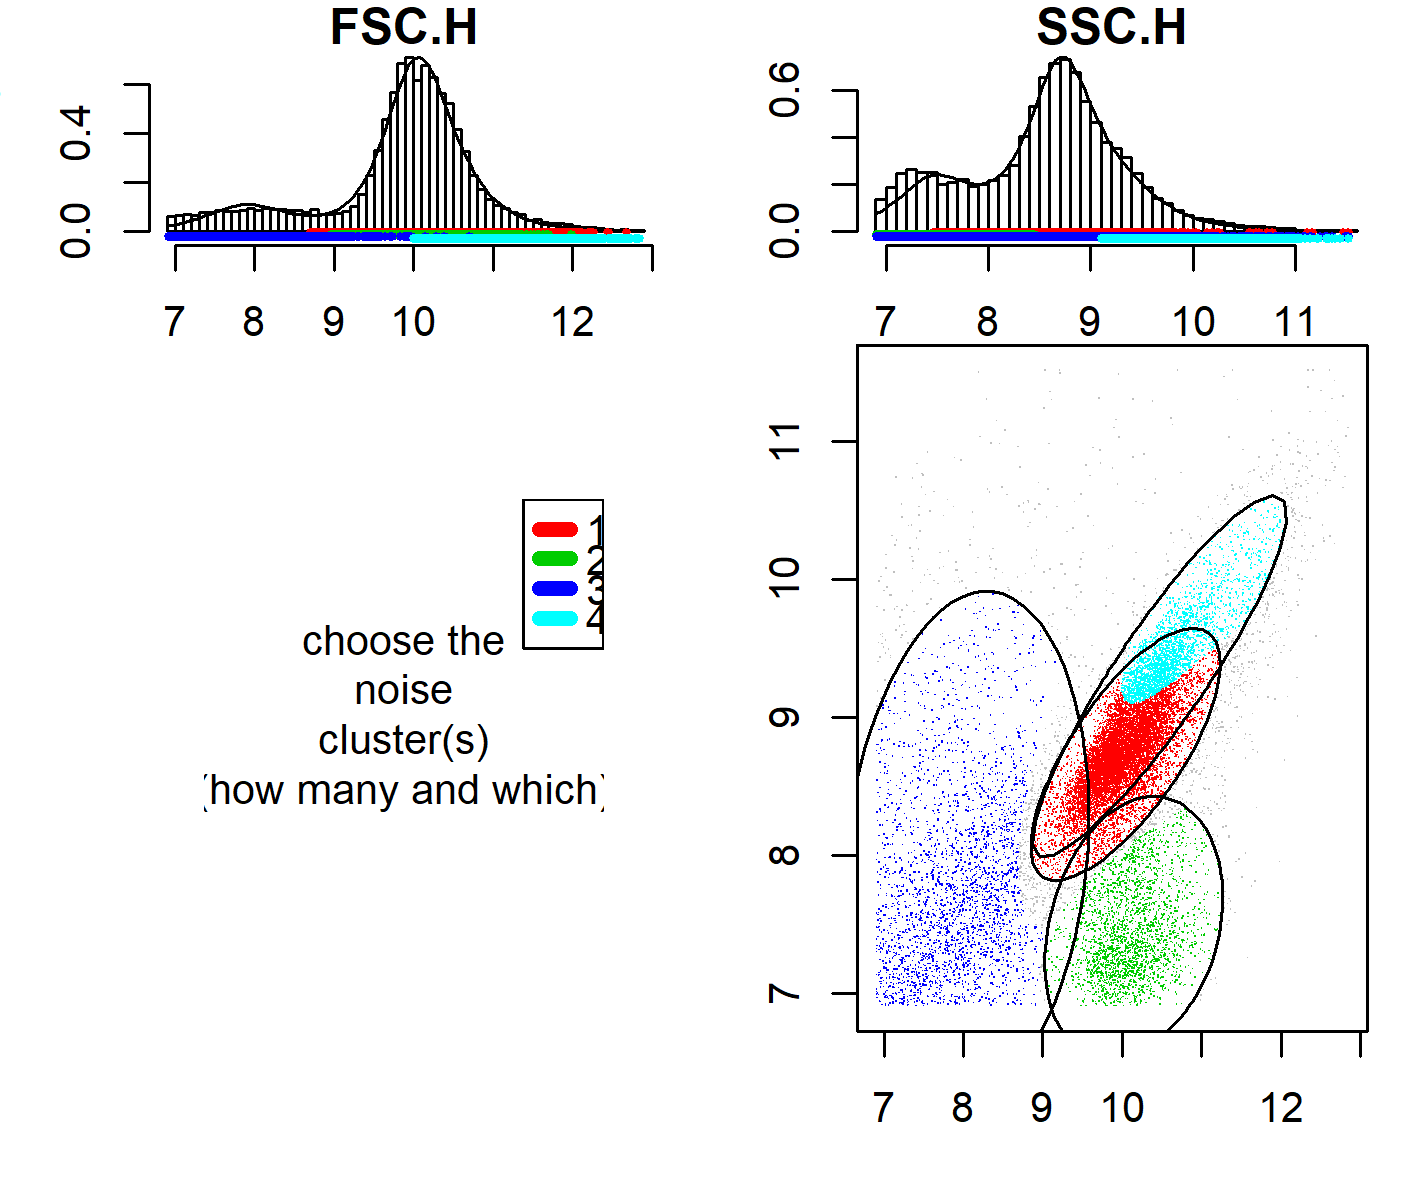 FSC.H
SSC.H
0.0 0.4
7 8 9 10 12
0.0 0.6
7 8 9 10 11
1
2
3
4
choose the
noise
cluster(s)
(how many and which)
7 8 9 10 11
7 8 9 10 12